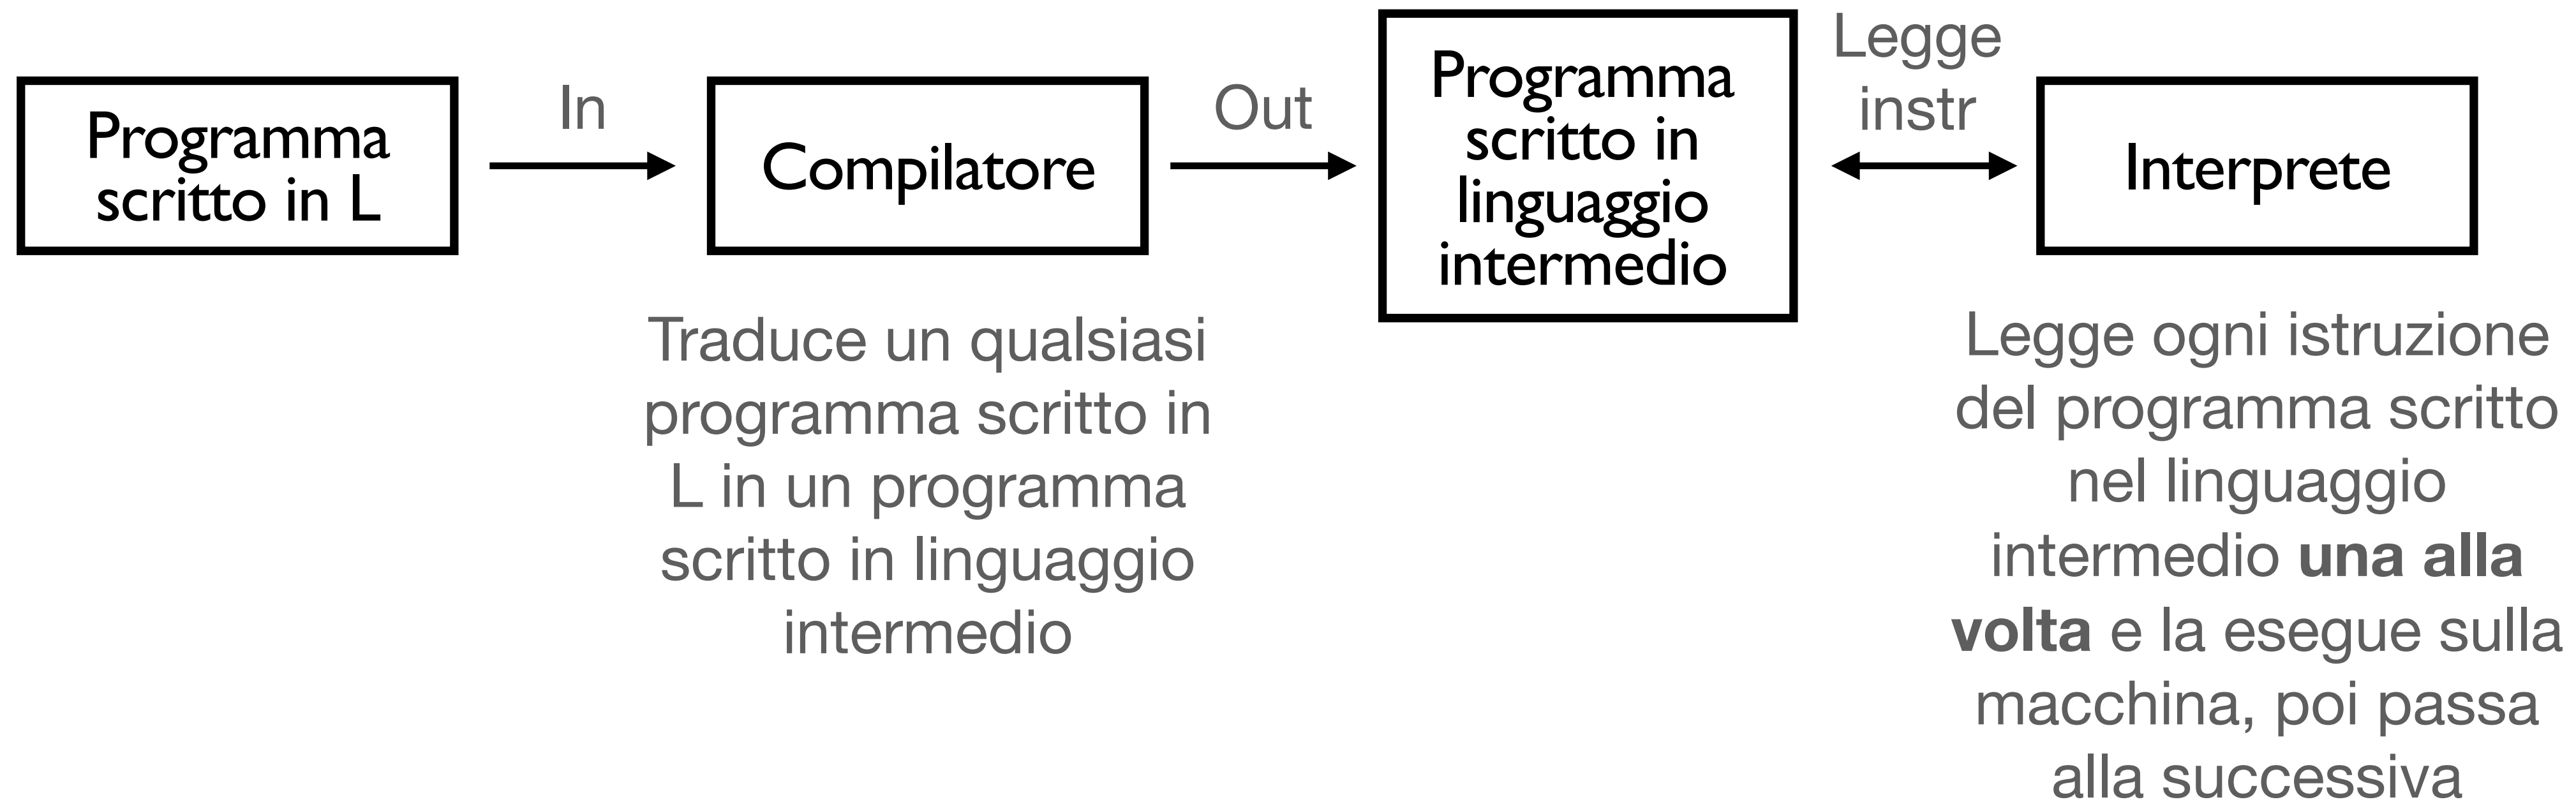 Programma
scritto in L
In
Compilatore
Out
Programma
scritto in
linguaggio
intermedio
Legge
instr
Interprete
Traduce un qualsiasi
programma scritto in
L in un programma
scritto in linguaggio
intermedio
Legge ogni istruzione
del programma scritto
nel linguaggio
intermedio una alla
volta e la esegue sulla
macchina, poi passa
alla successiva